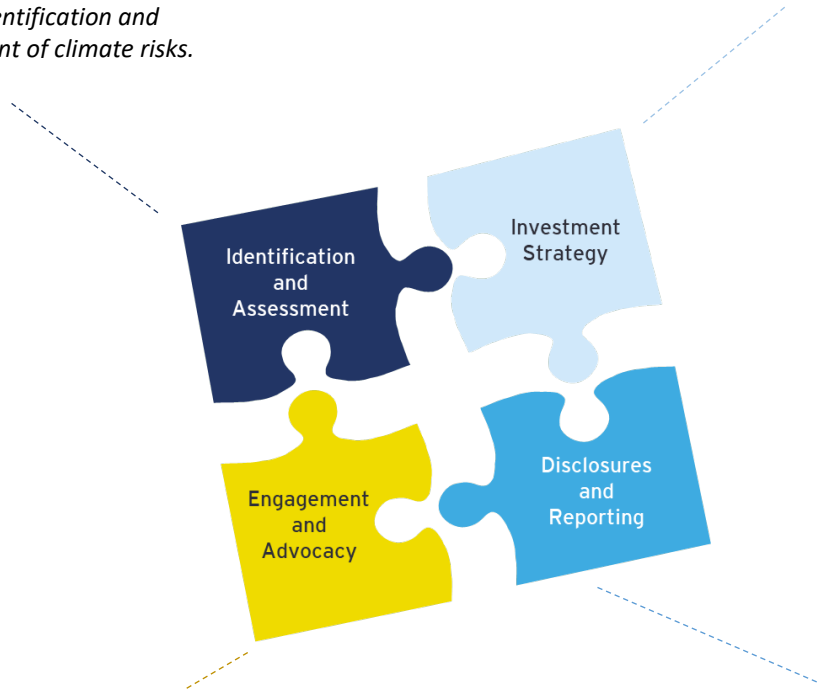 and
of climate risks.
Identification
and
Assessment
Investment
Strategy
Engagement
and
Advocacy
Disclosures
and
Reporting